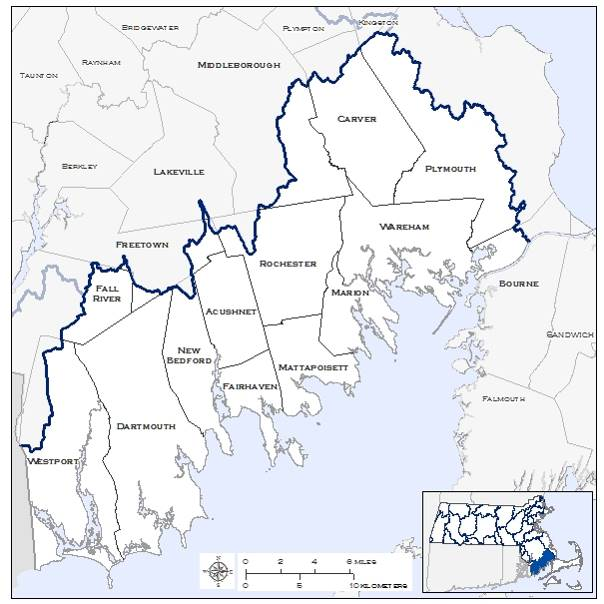 KINGSTON
BRIDGEWATER
PLYMPTON
RAYNHAM
MIDDLEBOROUGH
TAUNTON
CARVER
BERKLEY
PLYMOUTH
LAKEVILLE
WAREHAM
FREETOWN
ROCHESTER
BOURNE
FALL
RIVER
MARION
ACUSHNET
SANDWICH
NEW
BEDFORD
MATTAPOISETT
FAIRHAVEN
FALMOUTH
DARTMOUTH
WESTPORT
N
W E
S
0 2 4 6 MILES
0 5 10 KILOMETERS